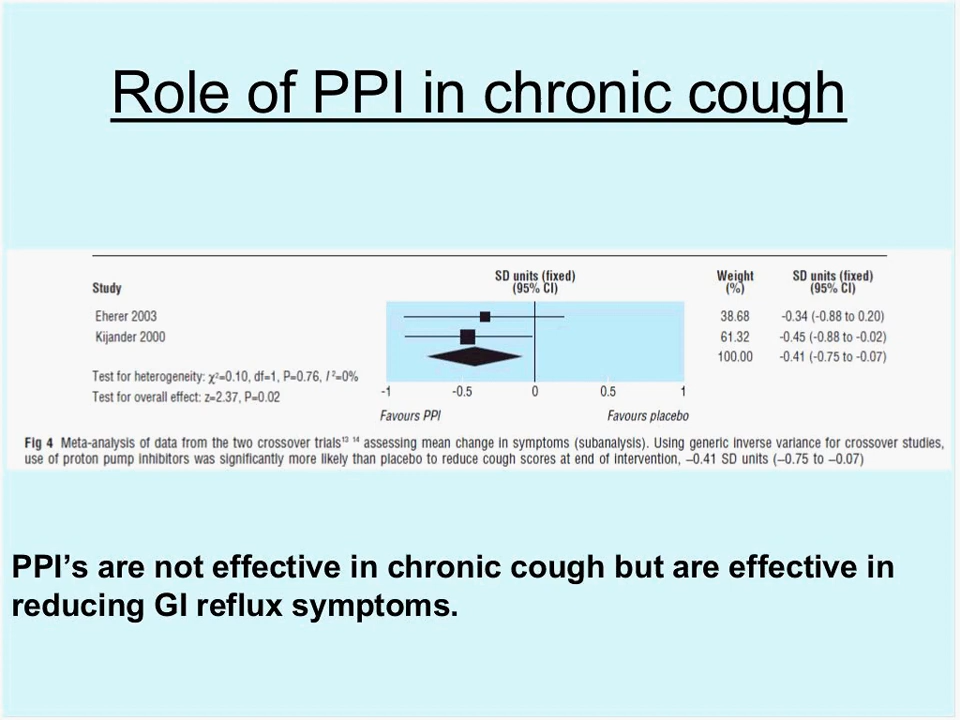 Role of PPI in chronic cough
Study
SD units (fixed)
(95% CI)
Weight
(%)
SD units (fixed)
(95% CI)
Eherer 2003 38.68 -0.34 (-0.88 to 0.20)
Kijander 2000 61.32 -0.45 (-0.88 to -0.02)
100.00 -0.41 (-0.75 to -0.07)
Test for heterogeneity: χ²=0.10, df=1, P=0.76, I²=0%
Test for overall effect: z=2.37, P=0.02
-1 -0.5 0 0.5 1
Favours PPI Favours placebo
Fig 4 Meta-analysis of data from the two crossover trials¹³ ¹⁴ assessing mean change in symptoms (subanalysis). Using generic inverse variance for crossover studies,
use of proton pump inhibitors was significantly more likely than placebo to reduce cough scores at end of intervention, –0.41 SD units (–0.75 to –0.07)
PPI’s are not effective in chronic cough but are effective in
reducing GI reflux symptoms.